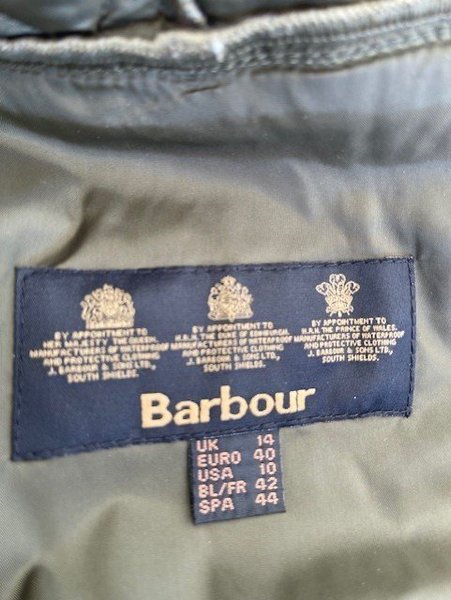 BY APPOINTMENT TO
HER MAJESTY THE QUEEN,
MANUFACTURERS OF WATERPROOF
AND PROTECTIVE CLOTHING
J. BARBOUR & SONS LTD.,
SOUTH SHIELDS.
BY APPOINTMENT TO
H.R.H. THE DUKE OF EDINBURGH,
MANUFACTURERS OF WATERPROOF
AND PROTECTIVE CLOTHING
J. BARBOUR & SONS LTD.,
SOUTH SHIELDS.
BY APPOINTMENT TO
H.R.H. THE PRINCE OF WALES,
MANUFACTURERS OF WATERPROOF
AND PROTECTIVE CLOTHING
J. BARBOUR & SONS LTD.,
SOUTH SHIELDS.
Barbour
UK 14
EURO 40
USA 10
BL/FR 42
SPA 44